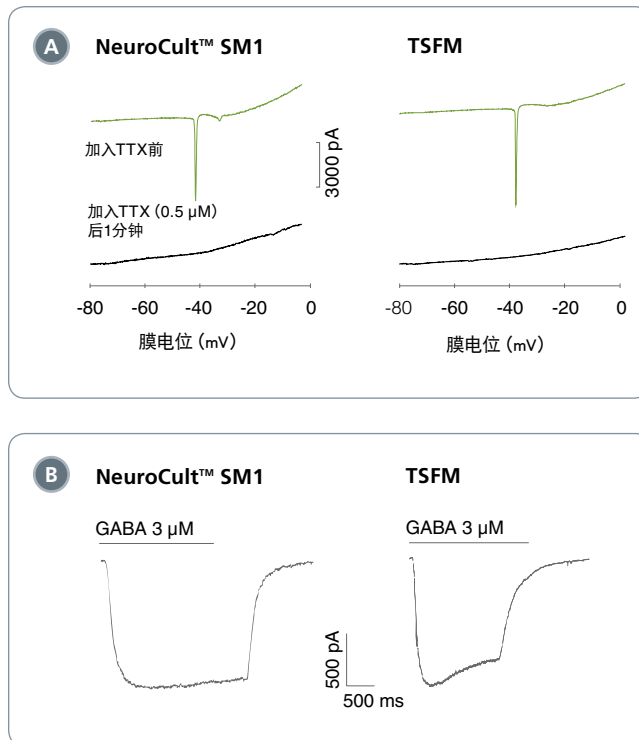 A
NeuroCult™ SM1
TSFM
加入TTX前
3000 pA
加入TTX (0.5 µM)
后1分钟
-80 -60 -40 -20 0
-80 -60 -40 -20 0
膜电位 (mV)
膜电位 (mV)
B
NeuroCult™ SM1
TSFM
GABA 3 µM
GABA 3 µM
500 pA
500 ms